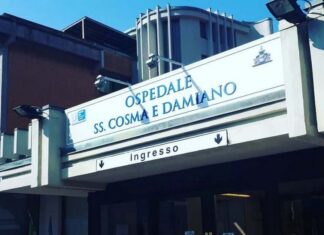 OSPEDALE
SS. COSMA E DAMIANO
Ingresso